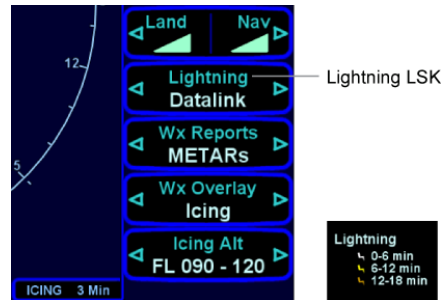 Land Nav
12
Lightning
Datalink
Lightning LSK
Wx Reports
METARs
5
Wx Overlay
Icing
Icing Alt
FL 090 - 120
ICING 3 Min
Lightning
0-6 min
6-12 min
12-18 min